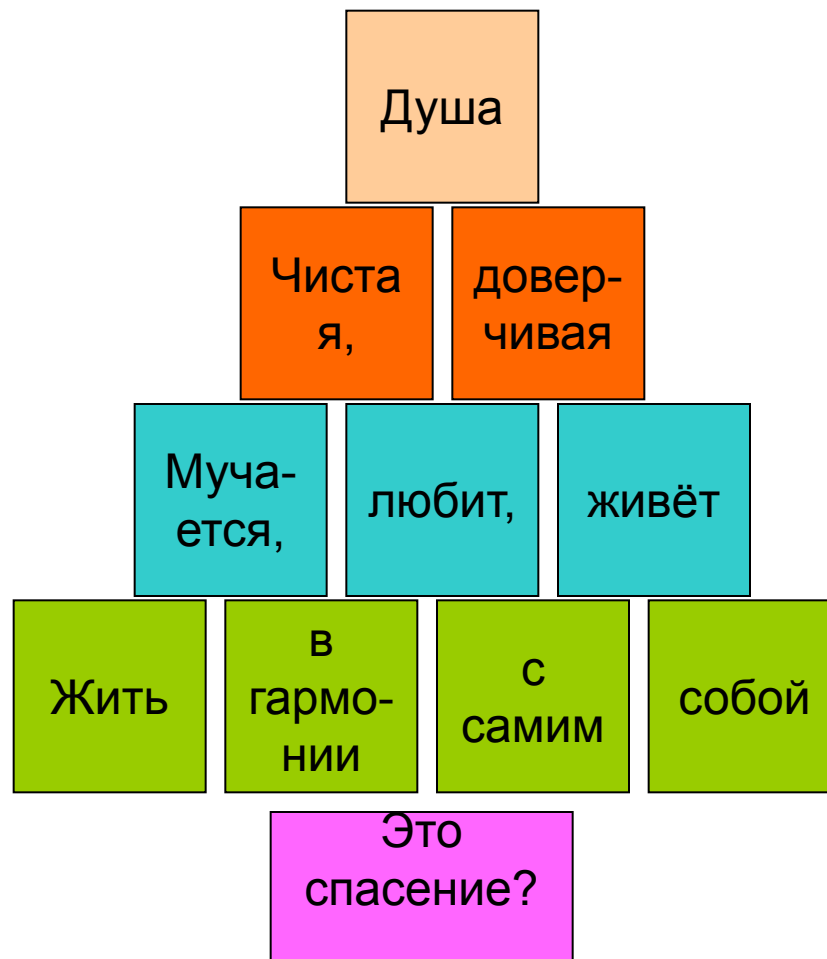 Душа
Чиста
я,
довер-
чивая
Муча-
ется,
любит,
живёт
Жить
в
гармо-
нии
с
самим
собой
Это
спасение?